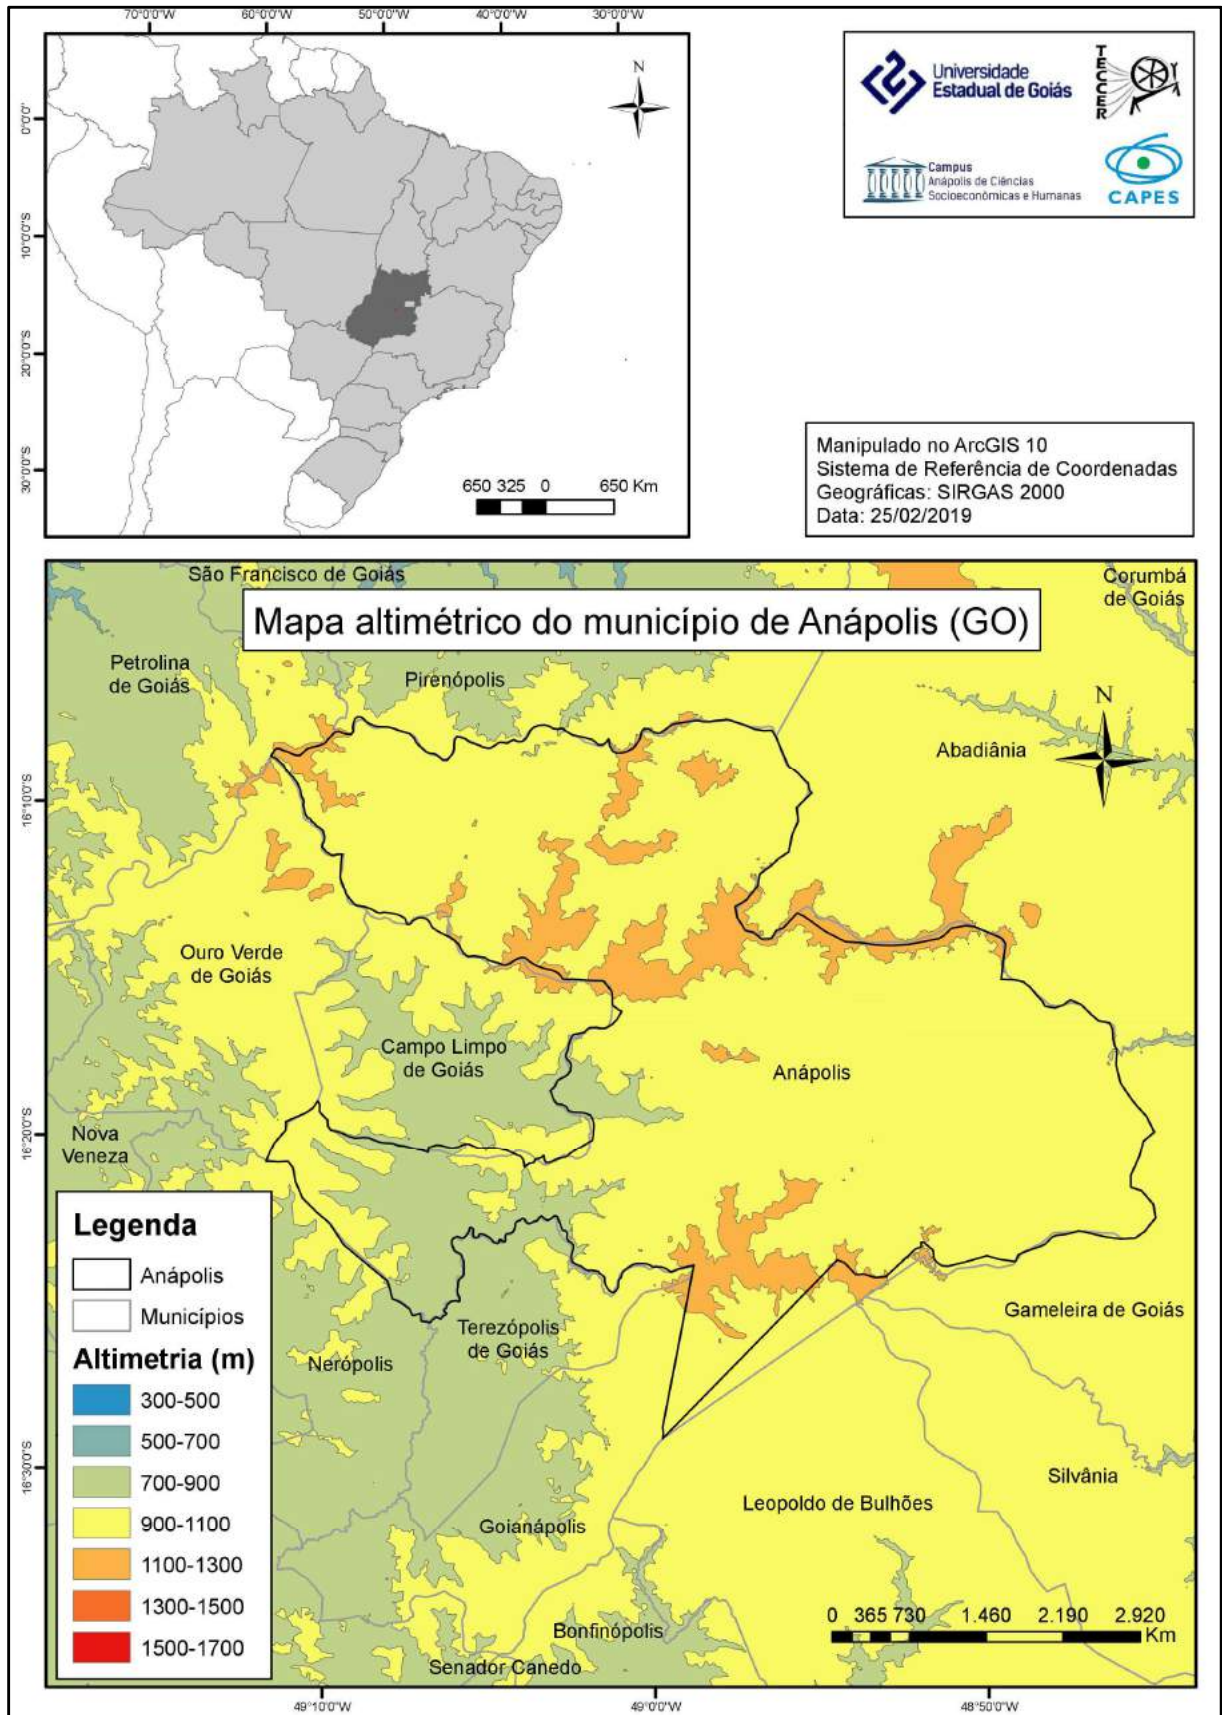 70°0'0"W 60°0'0"W 50°0'0"W 40°0'0"W 30°0'0"W
0°0'0"
10°0'0"S
20°0'0"S
30°0'0"S
N
650 325 0 650 Km
Universidade
Estadual de Goiás
TECCER
Campus
Anápolis de Ciências
Socioeconômicas e Humanas
CAPES
Manipulado no ArcGIS 10
Sistema de Referência de Coordenadas
Geográficas: SIRGAS 2000
Data: 25/02/2019
São Francisco de Goiás
Corumbá
de Goiás
Mapa altimétrico do município de Anápolis (GO)
Petrolina
de Goiás
Pirenópolis
N
Abadiânia
16°10'0"S
Ouro Verde
de Goiás
Campo Limpo
de Goiás
Anápolis
16°20'0"S
Nova
Veneza
Legenda
Anápolis
Municípios
Altimetria (m)
300-500
500-700
700-900
900-1100
1100-1300
1300-1500
1500-1700
Gameleira de Goiás
Terezópolis
de Goiás
Nerópolis
16°30'0"S
Silvânia
Leopoldo de Bulhões
Goianápolis
0 365 730 1.460 2.190 2.920
Km
Bonfinópolis
Senador Canedo
49°10'0"W 49°0'0"W 48°50'0"W